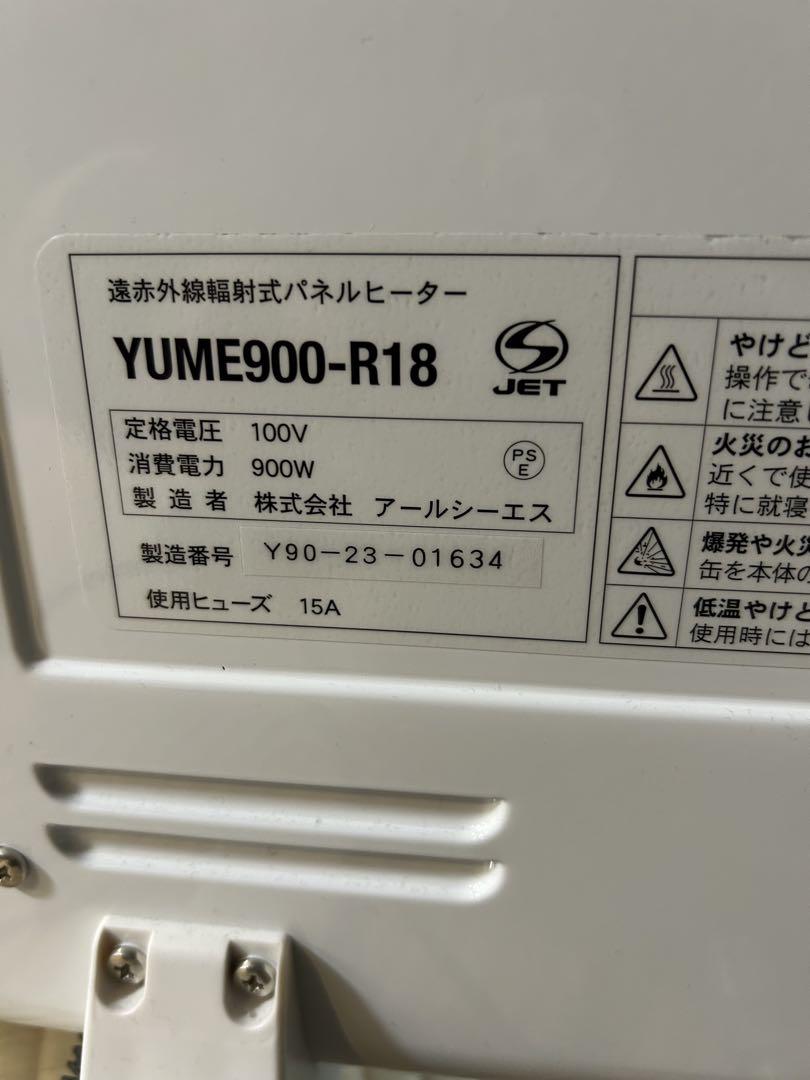 遠赤外線輻射式パネルヒーター
YUME900-R18
JET
定格電圧 100V
消費電力 900W
PS
E
製造者 株式会社 アールシーエス
製造番号 Y90-23-01634
使用ヒューズ 15A
やけど
操作で
に注意
火災のお
近くで使
特に就寝
爆発や火災
缶を本体の
低温やけど
使用時には